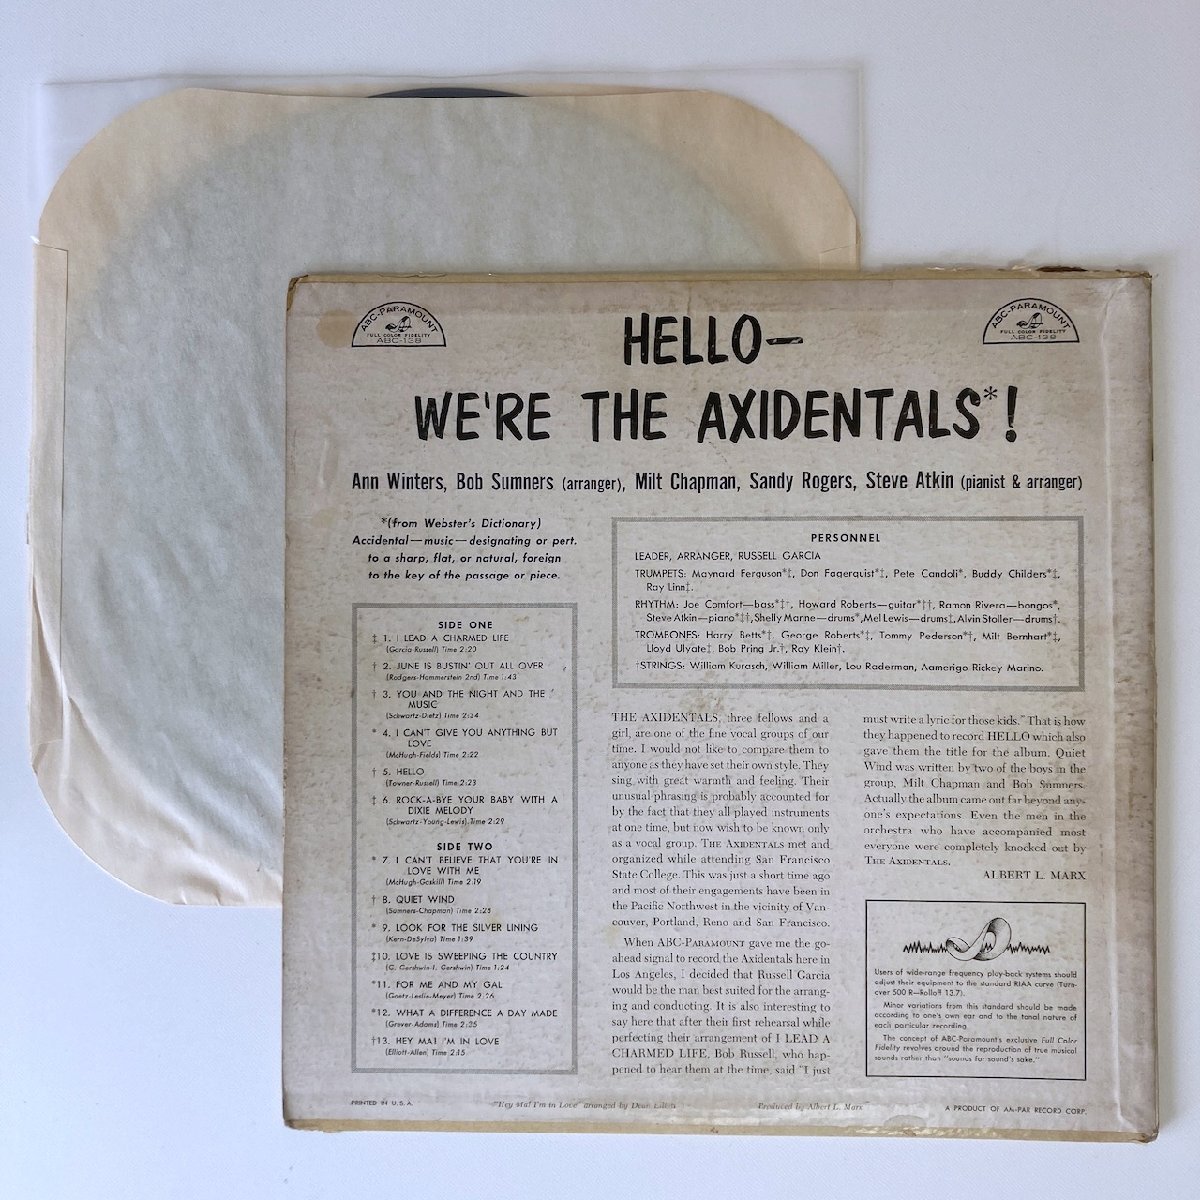 ABC-PARAMOUNT
FULL COLOR FIDELITY
ABC-138
ABC-PARAMOUNT
FULL COLOR FIDELITY
ABC-138
HELLO—
WE'RE THE AXIDENTALS*!
Ann Winters, Bob Sumners (arranger), Milt Chapman, Sandy Rogers, Steve Atkin (pianist & arranger)
*(from Webster's Dictionary)
Accidental—music—designating or pert.
to a sharp, flat, or natural, foreign
to the key of the passage or piece.
SIDE ONE
‡ 1. I LEAD A CHARMED LIFE
(Garcia-Russell) Time 2:20
† 2. JUNE IS BUSTIN' OUT ALL OVER
(Rodgers-Hammerstein 2nd) Time 1:43
† 3. YOU AND THE NIGHT AND THE
MUSIC
(Schwartz-Dietz) Time 2:24
* 4. I CAN'T GIVE YOU ANYTHING BUT
LOVE
(McHugh-Fields) Time 2:22
† 5. HELLO
(Towner-Russell) Time 2:23
‡ 6. ROCK-A-BYE YOUR BABY WITH A
DIXIE MELODY
(Schwartz-Young-Lewis) Time 2:29
SIDE TWO
* 7. I CAN'T BELIEVE THAT YOU'RE IN
LOVE WITH ME
(McHugh-Gaskill) Time 2:19
† 8. QUIET WIND
(Sumners-Chapman) Time 2:25
* 9. LOOK FOR THE SILVER LINING
(Kern-DeSylva) Time 1:39
‡10. LOVE IS SWEEPING THE COUNTRY
(G. Gershwin-I. Gershwin) Time 1:24
*11. FOR ME AND MY GAL
(Goetz-Leslie-Meyer) Time 2:26
*12. WHAT A DIFFERENCE A DAY MADE
(Grever-Adams) Time 2:25
†13. HEY MA! I'M IN LOVE
(Elliott-Allen) Time 2:15
PERSONNEL
LEADER, ARRANGER, RUSSELL GARCIA
TRUMPETS: Maynard Ferguson*‡, Don Fagerquist*‡, Pete Candoli*, Buddy Childers*‡,
Ray Linn‡.
RHYTHM: Joe Comfort—bass*‡†, Howard Roberts—guitar*‡†, Ramon Rivera—bongos*,
Steve Atkin—piano*‡†, Shelly Manne—drums*, Mel Lewis—drums‡, Alvin Stoller—drums†.
TROMBONES: Harry Betts*‡, George Roberts*‡, Tommy Pederson*†, Milt Bernhart*‡,
Lloyd Ulyate‡, Bob Pring Jr.†, Ray Klein†.
†STRINGS: William Kurasch, William Miller, Lou Raderman, Aamerigo Rickey Marino.
THE AXIDENTALS, three fellows and a
girl, are one of the fine vocal groups of our
time. I would not like to compare them to
anyone as they have set their own style. They
sing with great warmth and feeling. Their
unusual phrasing is probably accounted for
by the fact that they all played instruments
at one time, but now wish to be known only
as a vocal group. THE AXIDENTALS met and
organized while attending San Francisco
State College. This was just a short time ago
and most of their engagements have been in
the Pacific Northwest in the vicinity of Van-
couver, Portland, Reno and San Francisco.
When ABC-PARAMOUNT gave me the go-
ahead signal to record the Axidentals here in
Los Angeles, I decided that Russell Garcia
would be the man best suited for the arrang-
ing and conducting. It is also interesting to
say here that after their first rehearsal while
perfecting their arrangement of I LEAD A
CHARMED LIFE, Bob Russell, who hap-
pened to hear them at the time, said "I just
must write a lyric for those kids." That is how
they happened to record HELLO which also
gave them the title for the album. Quiet
Wind was written by two of the boys in the
group, Milt Chapman and Bob Sumners.
Actually the album came out far beyond any-
one's expectations. Even the men in the
orchestra who have accompanied most
everyone were completely knocked out by
THE AXIDENTALS.
ALBERT L. MARX
Users of wide-range frequency play-back systems should
adjust their equipment to the standard RIAA curve (Turn-
over 500 R—Rolloff 13.7).
Minor variations from this standard should be made
according to one's own ear and to the tonal nature of
each particular recording.
The concept of ABC-Paramount's exclusive Full Color
Fidelity revolves around the reproduction of true musical
sounds rather than "sounds for sound's sake."
PRINTED IN U.S.A.
"Hey Ma! I'm in Love" arranged by Dean Elliott
Produced by Albert L. Marx
A PRODUCT OF AM-PAR RECORD CORP.